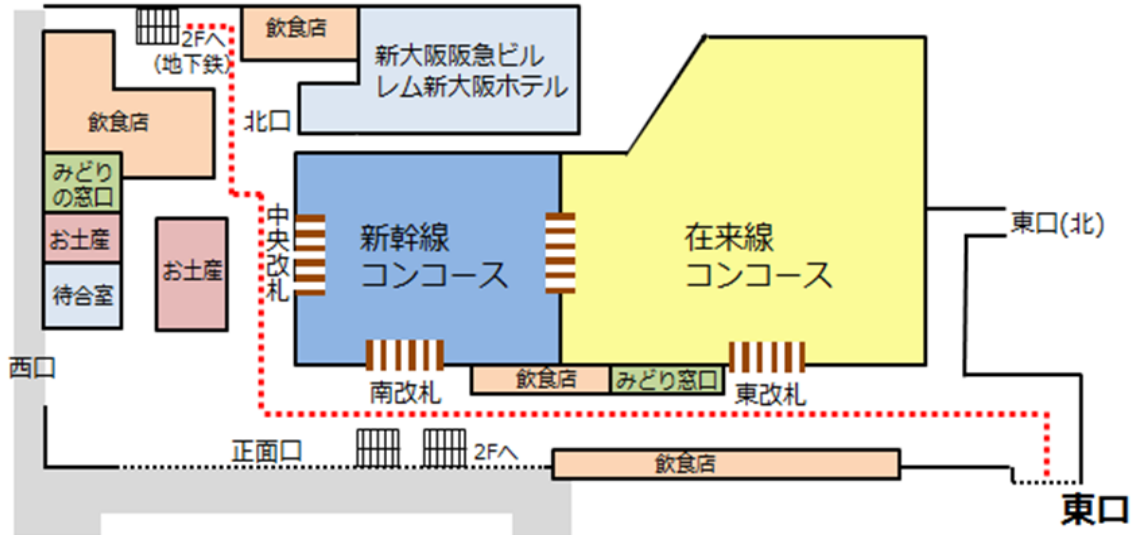 2Fへ
(地下鉄)
飲食店
新大阪阪急ビル
レム新大阪ホテル
飲食店
北口
みどり
の窓口
お土産
待合室
お土産
中央改札
新幹線
コンコース
在来線
コンコース
東口(北)
西口
南改札
飲食店
みどり窓口
東改札
正面口
2Fへ
飲食店
東口